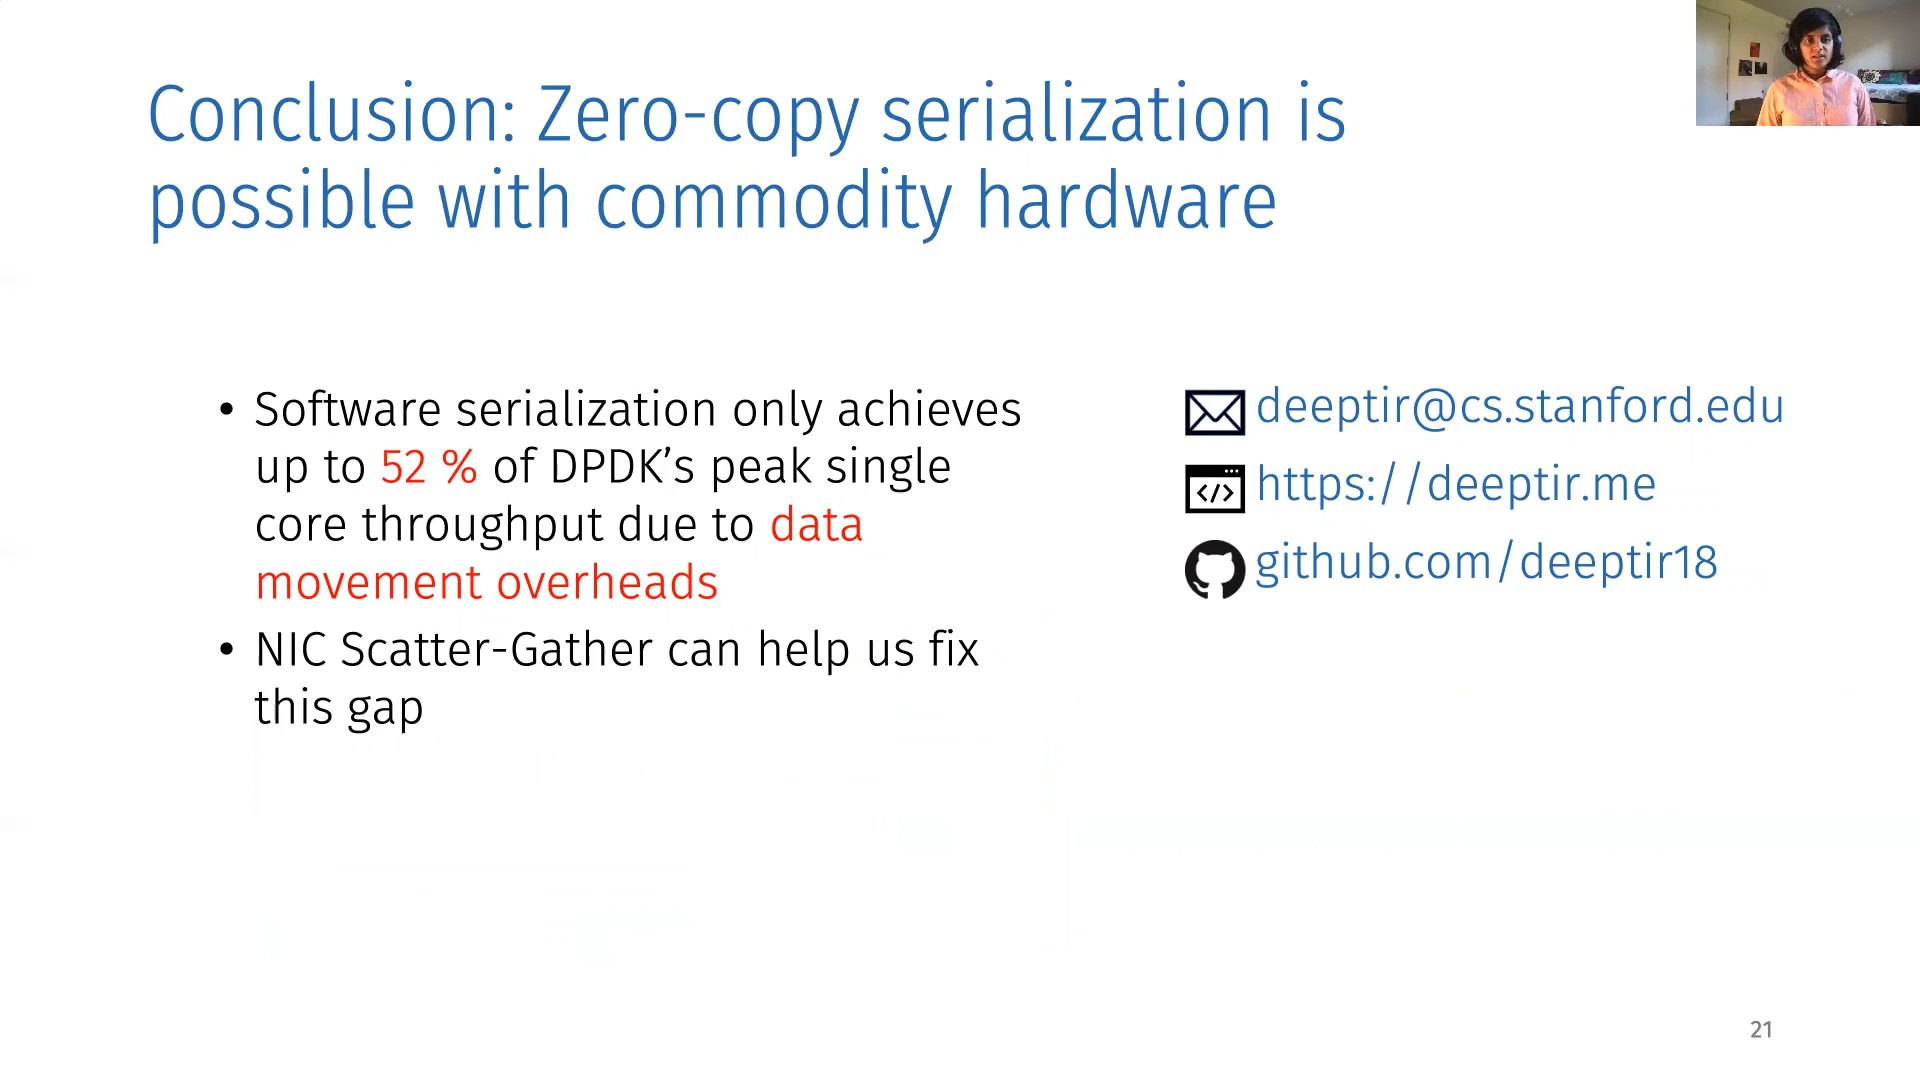 Conclusion: Zero-copy serialization is
possible with commodity hardware
• Software serialization only achieves
up to 52 % of DPDK’s peak single
core throughput due to data
movement overheads
• NIC Scatter-Gather can help us fix
this gap
deeptir@cs.stanford.edu
</> https://deeptir.me
github.com/deeptir18
21